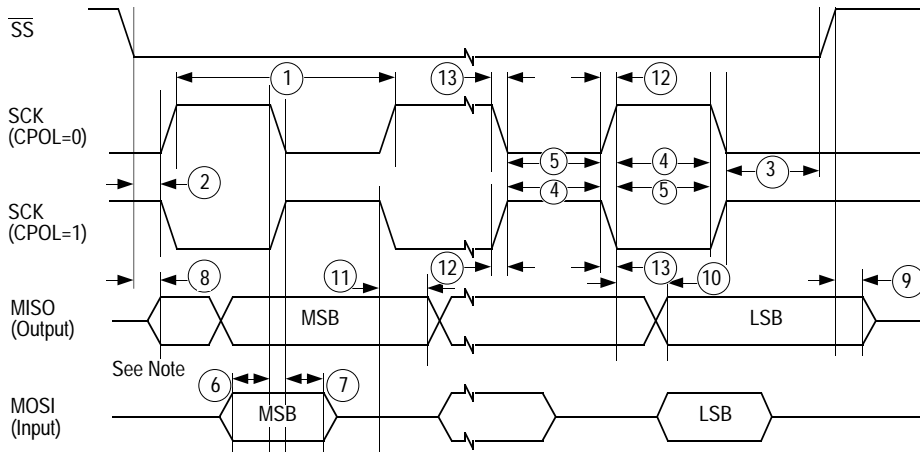 SS
1
13
12
SCK
(CPOL=0)
5
4
3
2
SCK
(CPOL=1)
4
5
8
11
12
13
10
9
MISO
(Output)
MSB
LSB
See Note
6
7
MOSI
(Input)
MSB
LSB